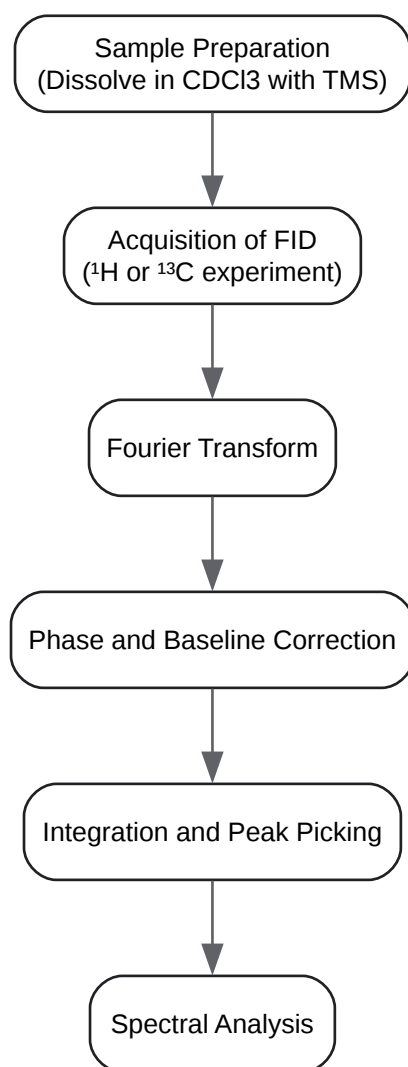 Sample Preparation
(Dissolve in CDCl3 with TMS)
Acquisition of FID
(¹H or ¹³C experiment)
Fourier Transform
Phase and Baseline Correction
Integration and Peak Picking
Spectral Analysis